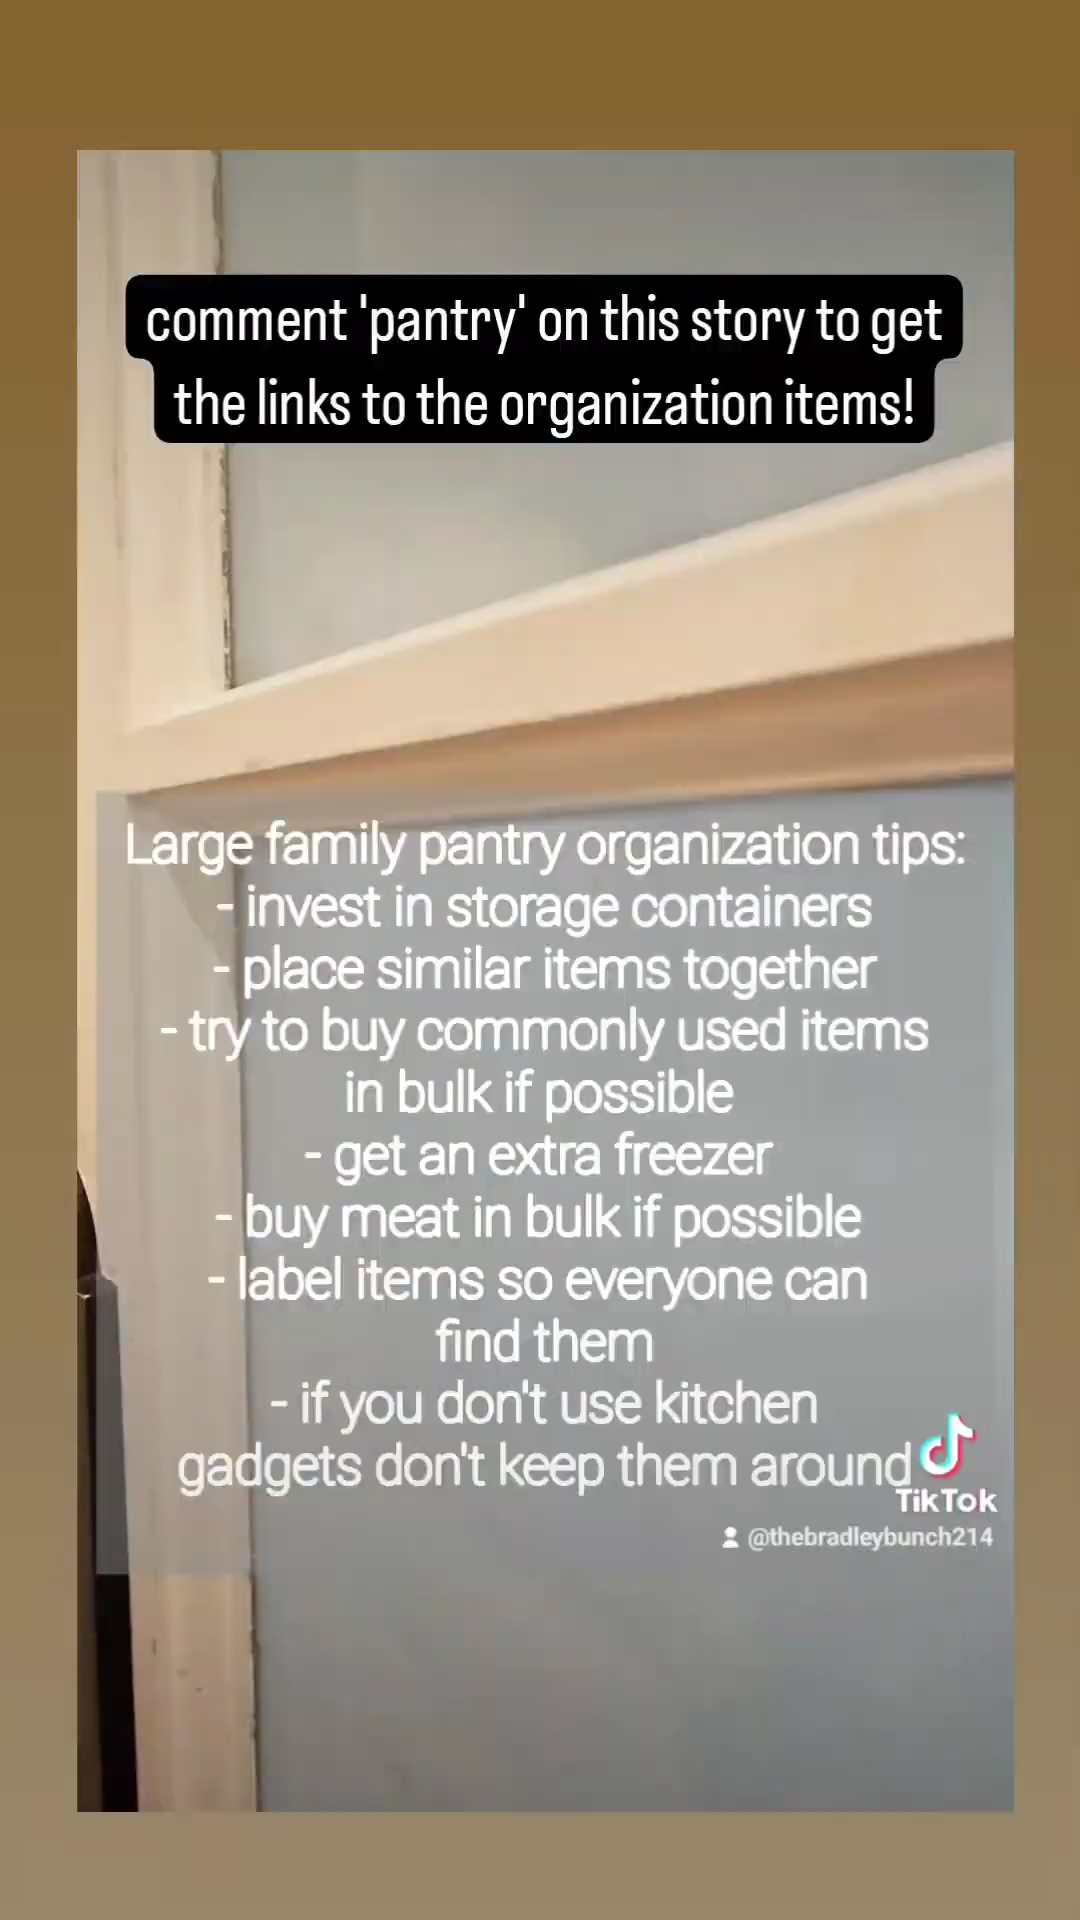 comment 'pantry' on this story to get
the links to the organization items!
Large family pantry organization tips:
- invest in storage containers
- place similar items together
- try to buy commonly used items
in bulk if possible
- get an extra freezer
- buy meat in bulk if possible
- label items so everyone can
find them
- if you don't use kitchen
gadgets don't keep them around
TikTok
@thebradleybunch214